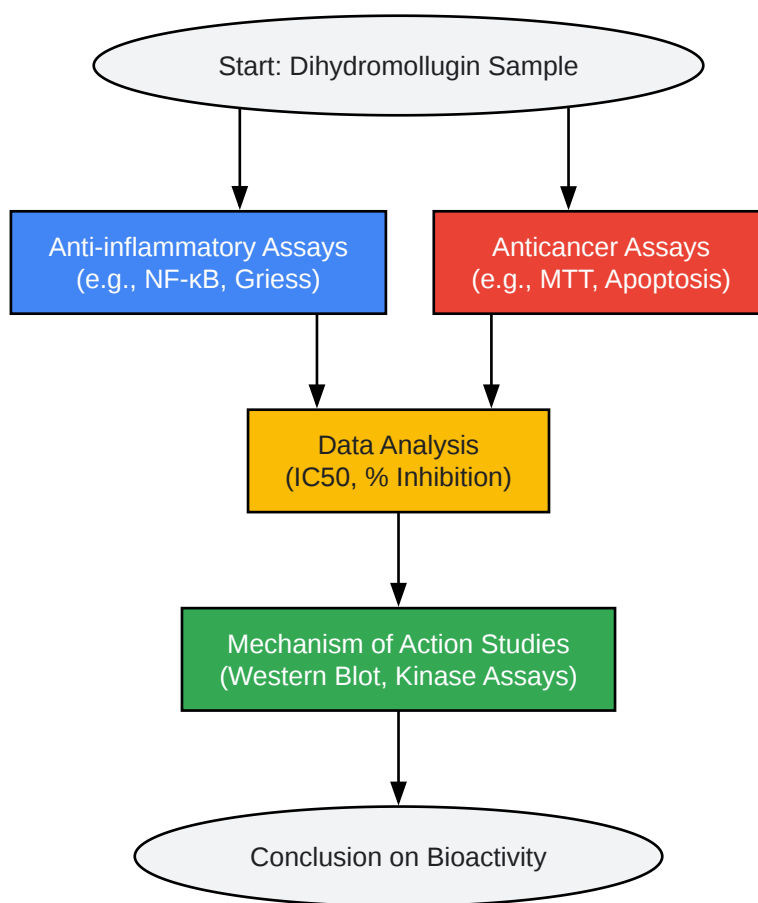 Start: Dihydromollugin Sample
Anti-inflammatory Assays
(e.g., NF-κB, Griess)
Anticancer Assays
(e.g., MTT, Apoptosis)
Data Analysis
(IC50, % Inhibition)
Mechanism of Action Studies
(Western Blot, Kinase Assays)
Conclusion on Bioactivity